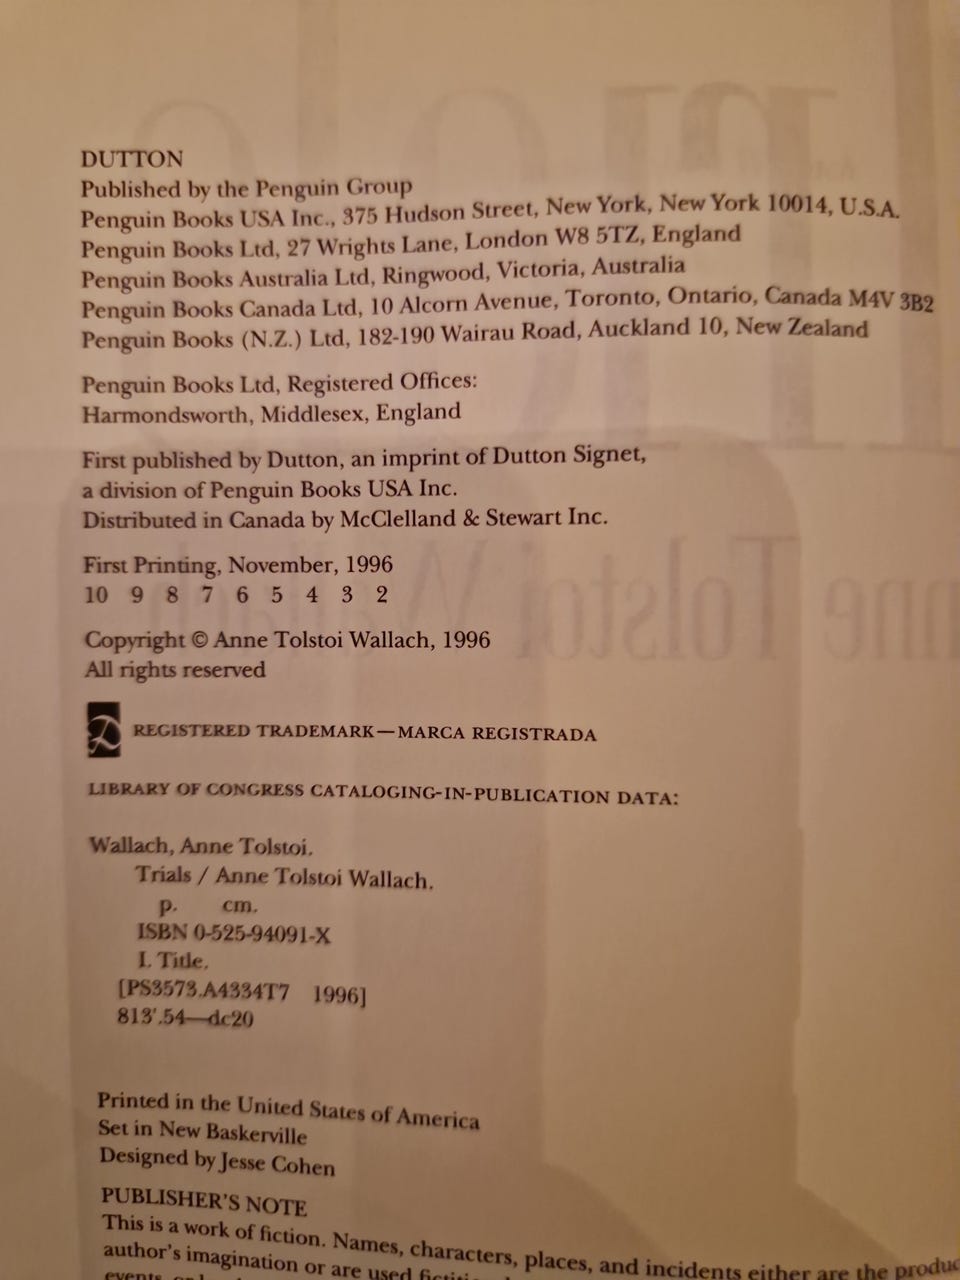 DUTTON
Published by the Penguin Group
Penguin Books USA Inc., 375 Hudson Street, New York, New York 10014, U.S.A.
Penguin Books Ltd, 27 Wrights Lane, London W8 5TZ, England
Penguin Books Australia Ltd, Ringwood, Victoria, Australia
Penguin Books Canada Ltd, 10 Alcorn Avenue, Toronto, Ontario, Canada M4V 3B2
Penguin Books (N.Z.) Ltd, 182-190 Wairau Road, Auckland 10, New Zealand
Penguin Books Ltd, Registered Offices:
Harmondsworth, Middlesex, England
First published by Dutton, an imprint of Dutton Signet,
a division of Penguin Books USA Inc.
Distributed in Canada by McClelland & Stewart Inc.
First Printing, November, 1996
10 9 8 7 6 5 4 3 2
Copyright © Anne Tolstoi Wallach, 1996
All rights reserved
REGISTERED TRADEMARK—MARCA REGISTRADA
LIBRARY OF CONGRESS CATALOGING-IN-PUBLICATION DATA:
Wallach, Anne Tolstoi.
Trials / Anne Tolstoi Wallach.
p. cm.
ISBN 0-525-94091-X
I. Title.
[PS3573.A4334T7 1996]
813'.54—dc20
Printed in the United States of America
Set in New Baskerville
Designed by Jesse Cohen
PUBLISHER'S NOTE
This is a work of fiction. Names, characters, places, and incidents either are the produc
author's imagination or are used
events,